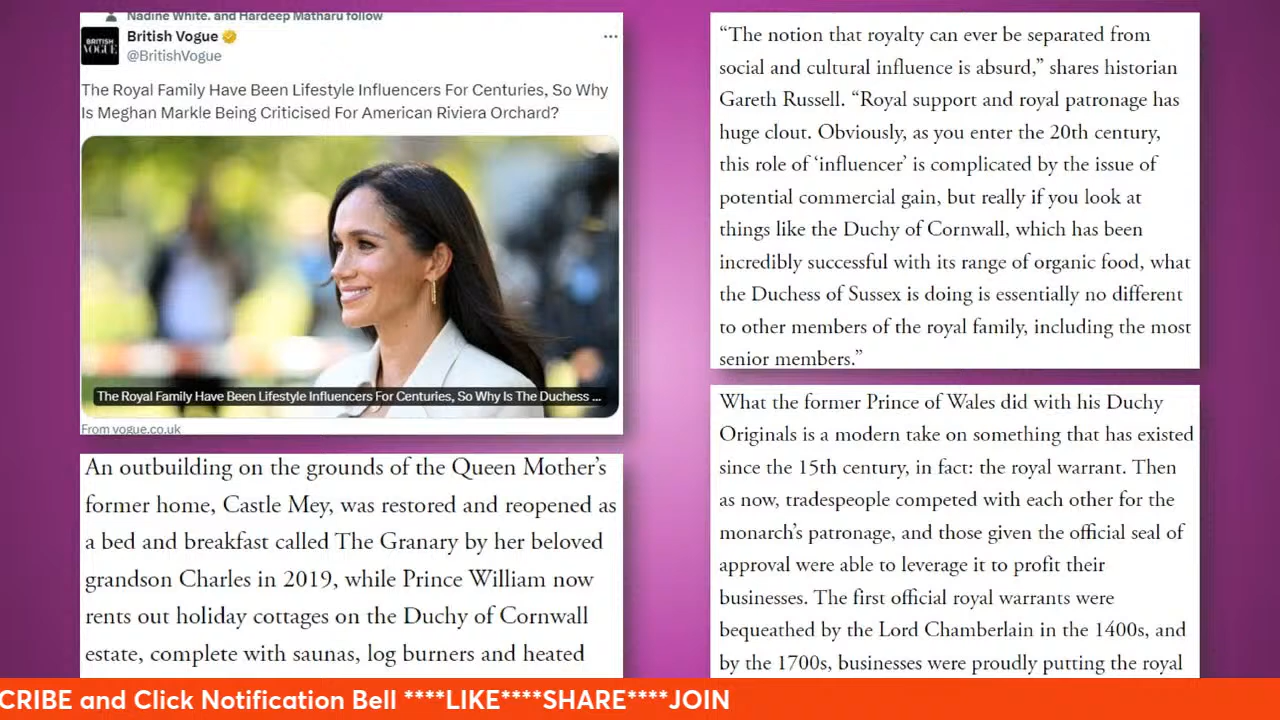 Nadine White. and Hardeep Matharu follow
BRITISH
VOGUE
British Vogue
@BritishVogue
The Royal Family Have Been Lifestyle Influencers For Centuries, So Why
Is Meghan Markle Being Criticised For American Riviera Orchard?
The Royal Family Have Been Lifestyle Influencers For Centuries, So Why Is The Duchess ...
From vogue.co.uk
An outbuilding on the grounds of the Queen Mother’s
former home, Castle Mey, was restored and reopened as
a bed and breakfast called The Granary by her beloved
grandson Charles in 2019, while Prince William now
rents out holiday cottages on the Duchy of Cornwall
estate, complete with saunas, log burners and heated
“The notion that royalty can ever be separated from
social and cultural influence is absurd,” shares historian
Gareth Russell. “Royal support and royal patronage has
huge clout. Obviously, as you enter the 20th century,
this role of ‘influencer’ is complicated by the issue of
potential commercial gain, but really if you look at
things like the Duchy of Cornwall, which has been
incredibly successful with its range of organic food, what
the Duchess of Sussex is doing is essentially no different
to other members of the royal family, including the most
senior members.”
What the former Prince of Wales did with his Duchy
Originals is a modern take on something that has existed
since the 15th century, in fact: the royal warrant. Then
as now, tradespeople competed with each other for the
monarch’s patronage, and those given the official seal of
approval were able to leverage it to profit their
businesses. The first official royal warrants were
bequeathed by the Lord Chamberlain in the 1400s, and
by the 1700s, businesses were proudly putting the royal
CRIBE and Click Notification Bell ****LIKE****SHARE****JOIN